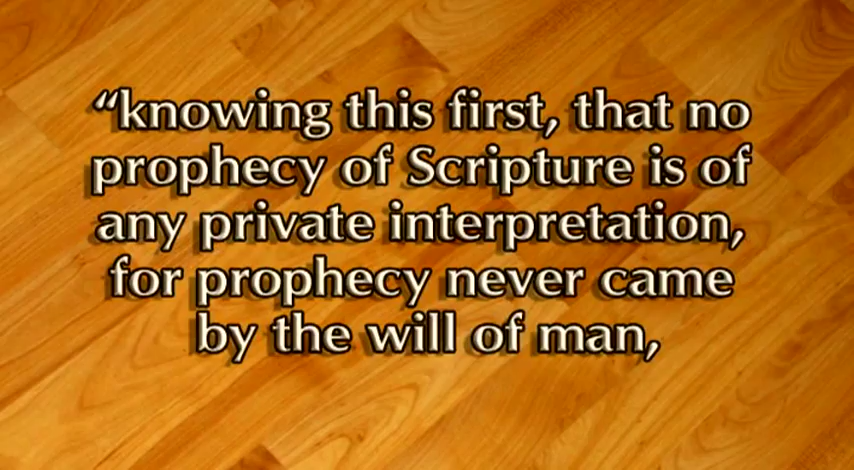 “knowing this first, that no
prophecy of Scripture is of
any private interpretation,
for prophecy never came
by the will of man,